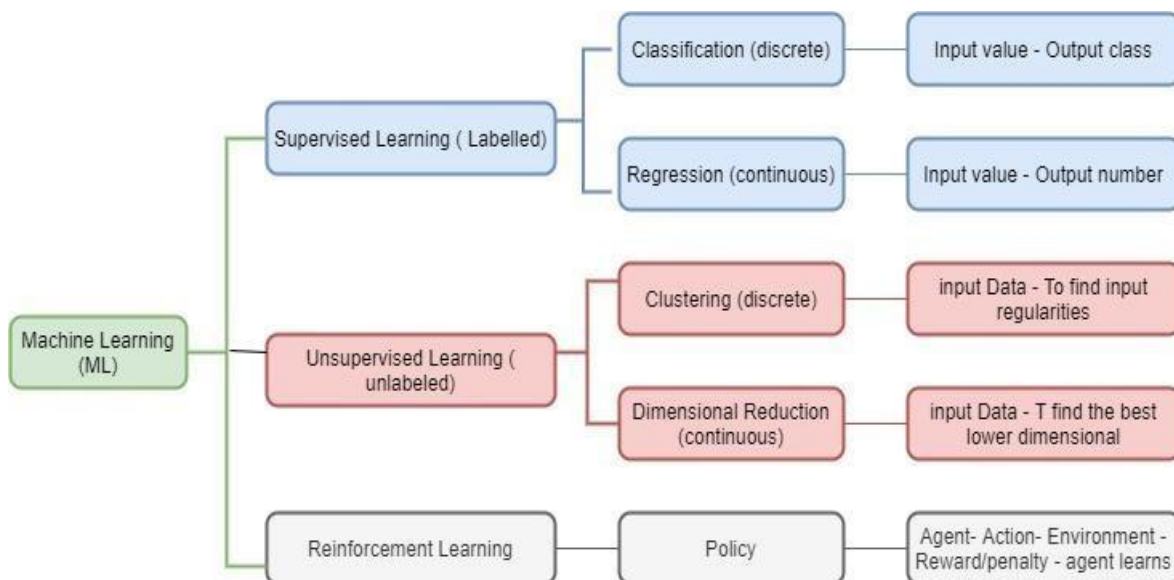 Machine Learning
(ML)
Supervised Learning ( Labelled)
Classification (discrete)
Input value - Output class
Regression (continuous)
Input value - Output number
Unsupervised Learning (
unlabeled)
Clustering (discrete)
input Data - To find input
regularities
Dimensional Reduction
(continuous)
input Data - T find the best
lower dimensional
Reinforcement Learning
Policy
Agent- Action- Environment -
Reward/penalty - agent learns